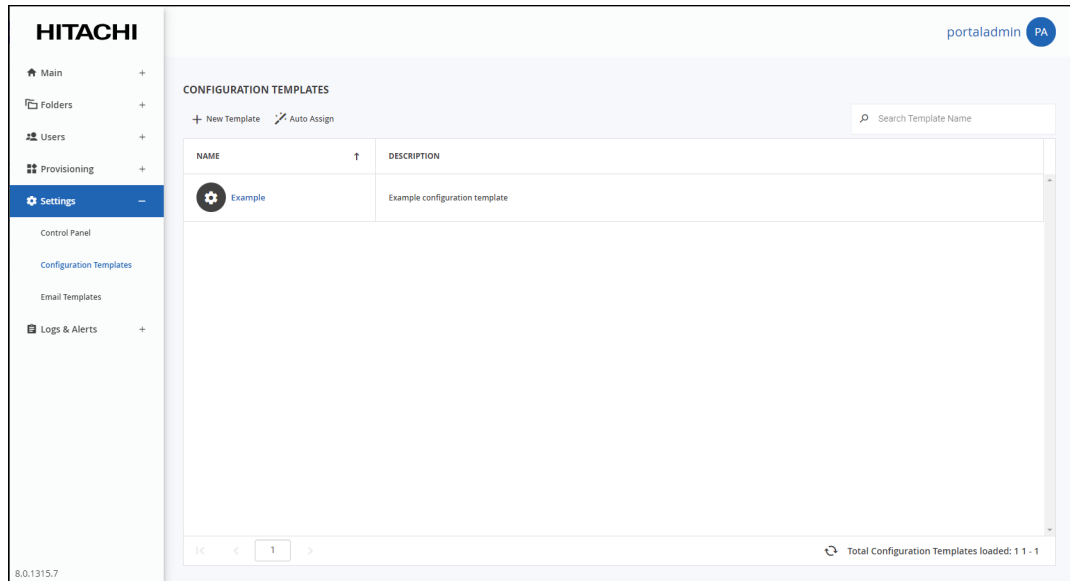 HITACHI
portaladmin PA
Main
Folders
Users
Provisioning
Settings
Control Panel
Configuration Templates
Email Templates
Logs & Alerts
8.0.1315.7
CONFIGURATION TEMPLATES
New Template Auto Assign Search Template Name
NAME DESCRIPTION
Example Example configuration template
1 Total Configuration Templates loaded: 1 1 - 1